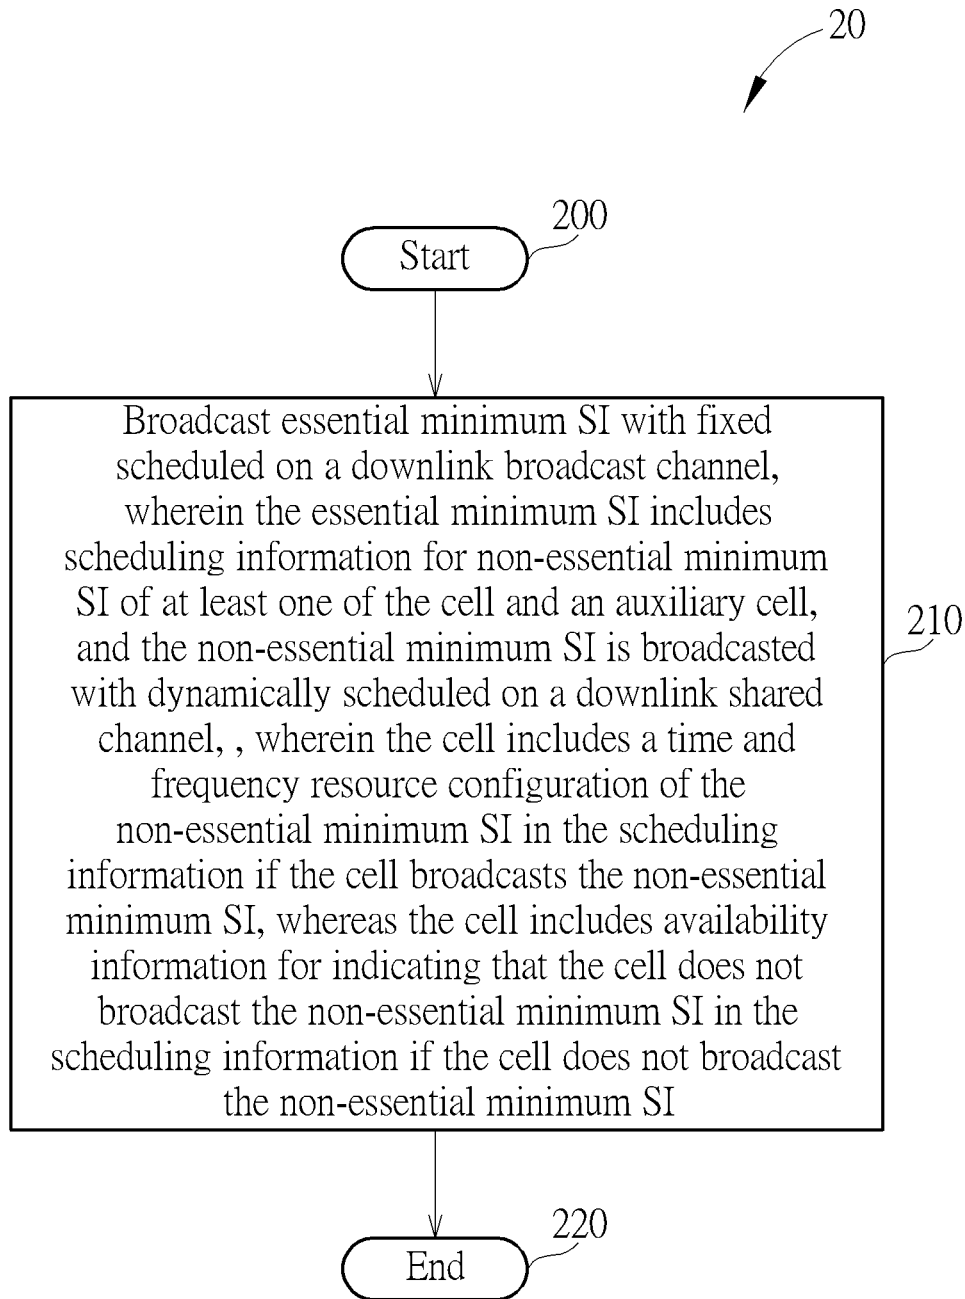 20
200
Start
Broadcast essential minimum SI with fixed
scheduled on a downlink broadcast channel,
wherein the essential minimum SI includes
scheduling information for non-essential minimum
SI of at least one of the cell and an auxiliary cell,
and the non-essential minimum SI is broadcasted
with dynamically scheduled on a downlink shared
channel, , wherein the cell includes a time and
frequency resource configuration of the
non-essential minimum SI in the scheduling
information if the cell broadcasts the non-essential
minimum SI, whereas the cell includes availability
information for indicating that the cell does not
broadcast the non-essential minimum SI in the
scheduling information if the cell does not broadcast
the non-essential minimum SI
210
220
End